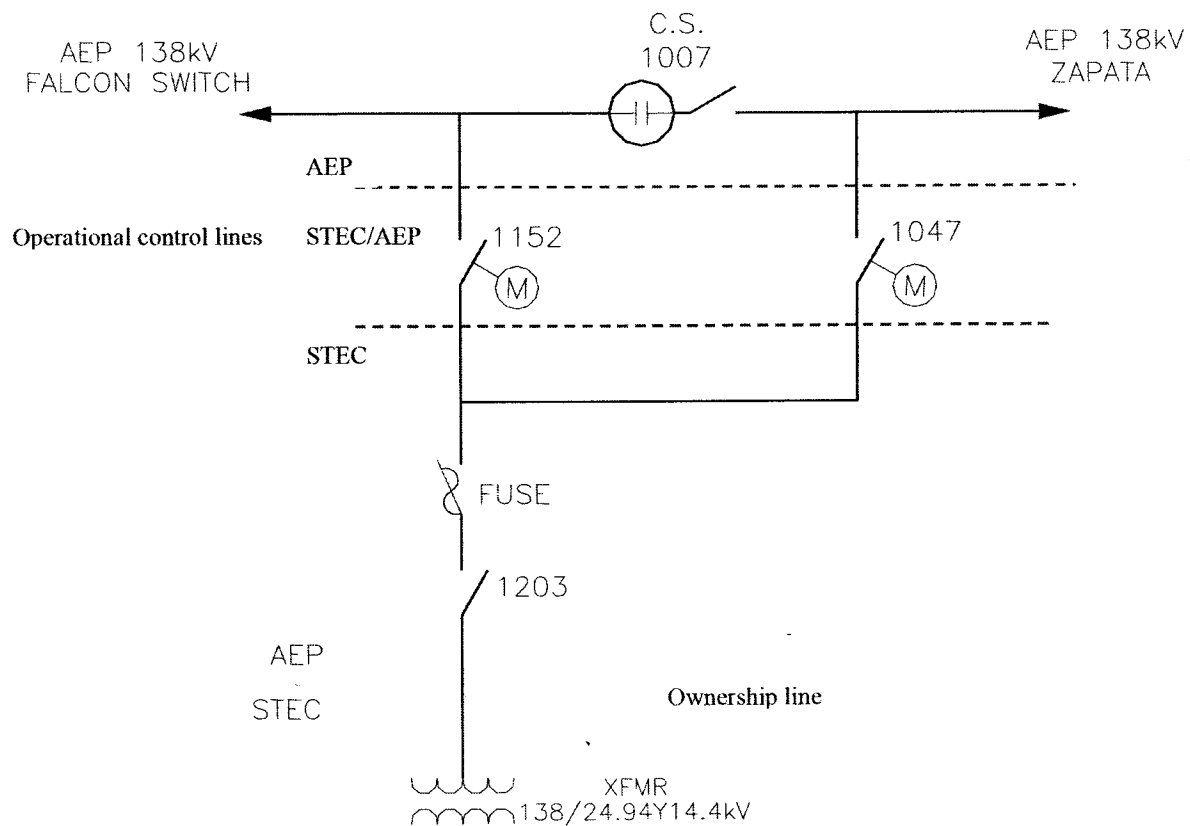 C.S.
1007
AEP 138kV
FALCON SWITCH
AEP 138kV
ZAPATA
AEP
Operational control lines
STEC/AEP
1152
1047
M
M
STEC
FUSE
1203
AEP
STEC
Ownership line
XFMR
138/24.94Y14.4kV